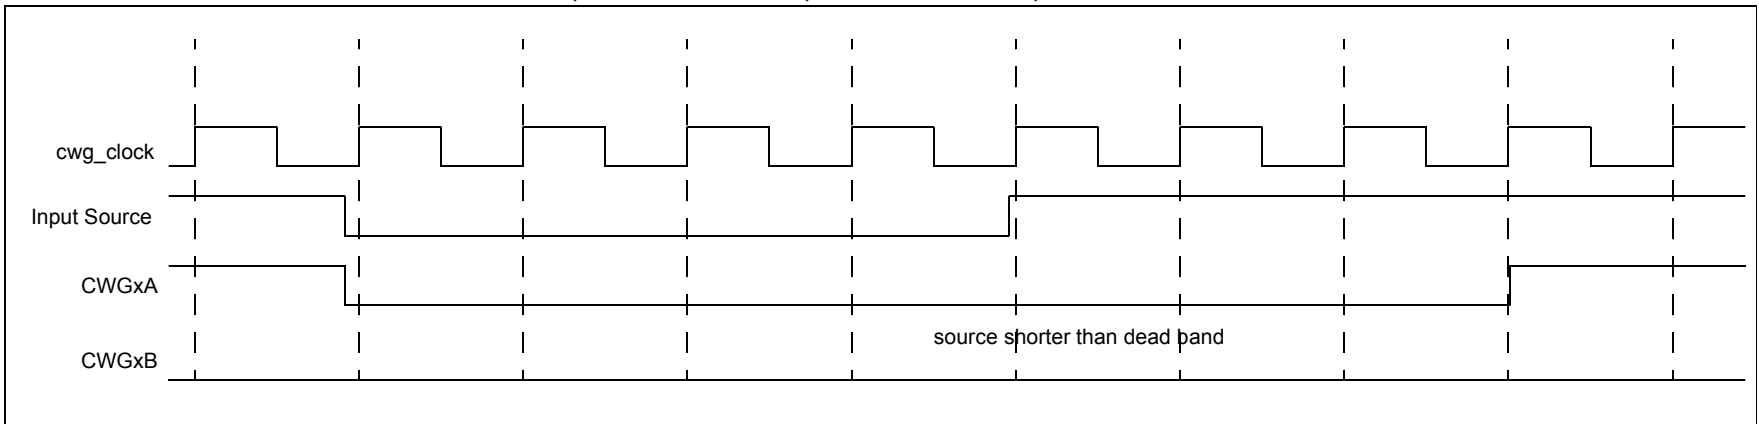 cwg_clock
Input Source
CWGxA
source shorter than dead band
CWGxB